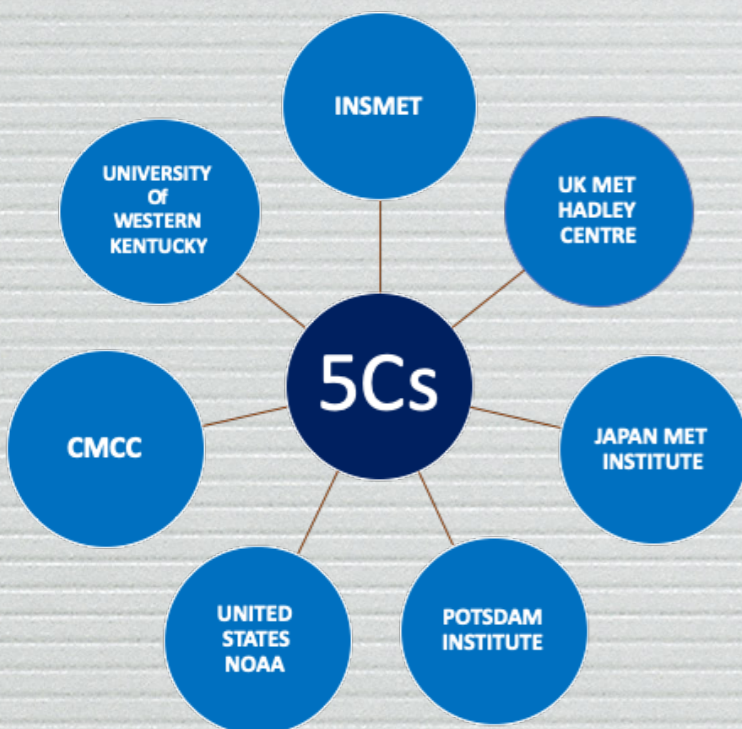 INSMET
UNIVERSITY
Of
WESTERN
KENTUCKY
UK MET
HADLEY
CENTRE
5Cs
CMCC
JAPAN MET
INSTITUTE
UNITED
STATES
NOAA
POTSDAM
INSTITUTE